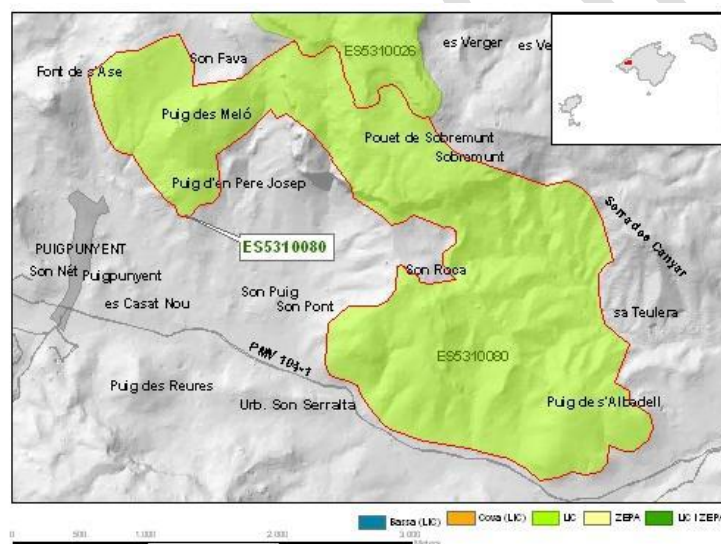 ES5310026
es Verger
es Ve
Son Fava
Font de s'Ase
Puig des Meló
Pouet de Sobremunt
Sobremunt
Puig d'en Pere Josep
Serra des Canyar
ES5310080
PUIGPUNYENT
Son Nét
Puigpunyent
Son Roca
Son Puig
es Casat Nou
Son Pont
sa Teulera
PMV 101-1
ES5310080
Puig des Reures
Puig de s'Albadell
Urb. Son Serralta
Bassa (LIC)
Cova (LIC)
LIC
ZEPA
LIC I ZEPA
0
500
1.000
2.000
3.000